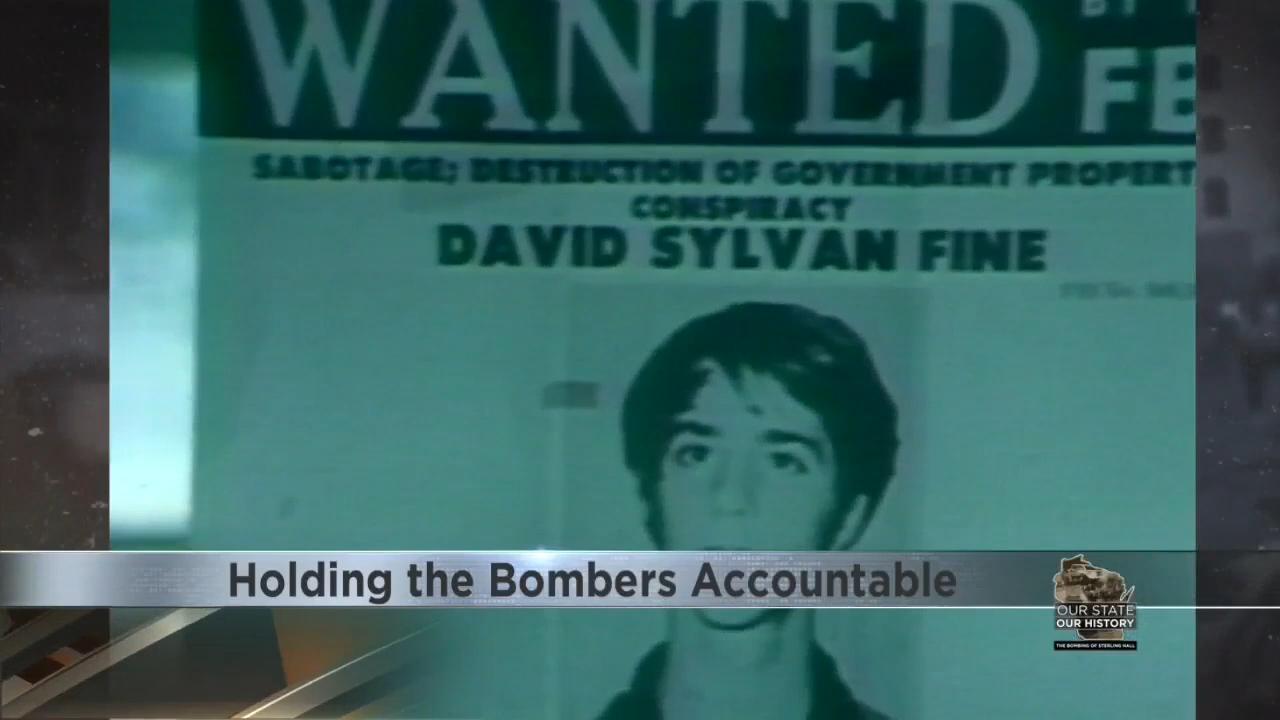 WANTED
FB
SABOTAGE; DESTRUCTION OF GOVERNMENT PROPERT
CONSPIRACY
DAVID SYLVAN FINE
Holding the Bombers Accountable
OUR STATE
OUR HISTORY
THE BOMBING OF STERLING HALL